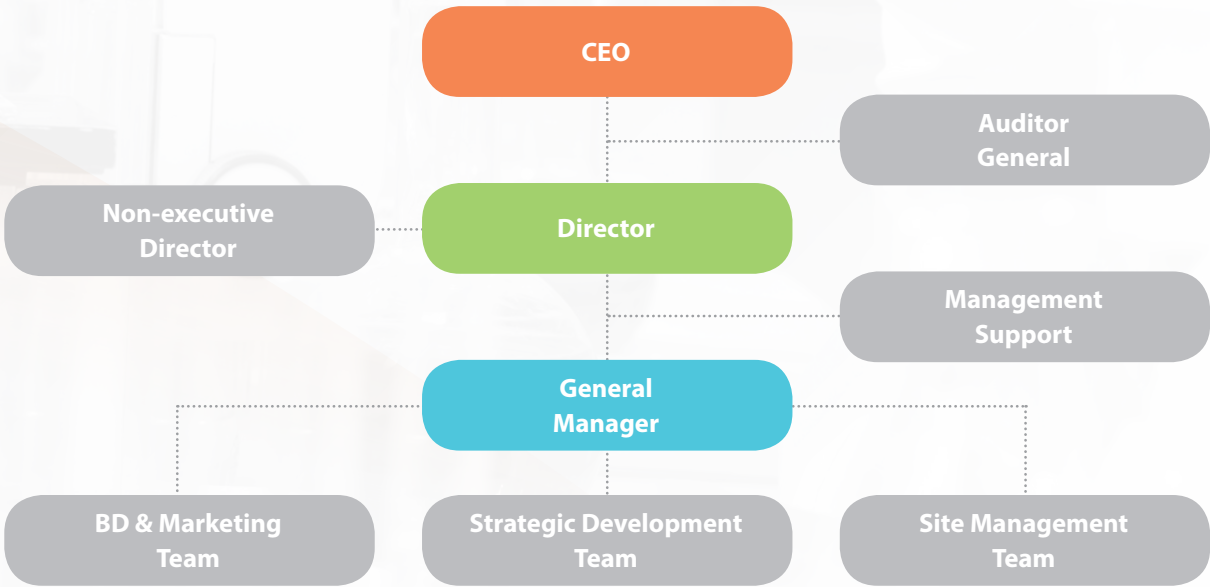 CEO
Auditor
General
Non-executive
Director
Director
Management
Support
General
Manager
BD & Marketing
Team
Strategic Development
Team
Site Management
Team